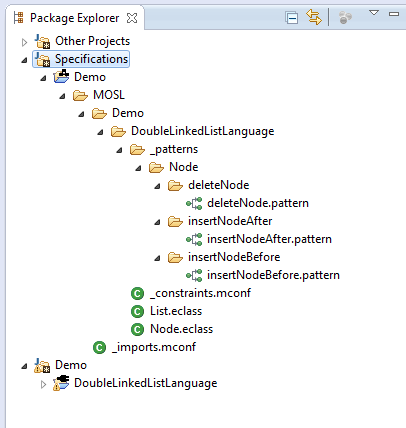 Package Explorer
Other Projects
Specifications
Demo
MOSL
Demo
DoubleLinkedListLanguage
_patterns
Node
deleteNode
deleteNode.pattern
insertNodeAfter
insertNodeAfter.pattern
insertNodeBefore
insertNodeBefore.pattern
_constraints.mconf
List.eclass
Node.eclass
_imports.mconf
Demo
DoubleLinkedListLanguage